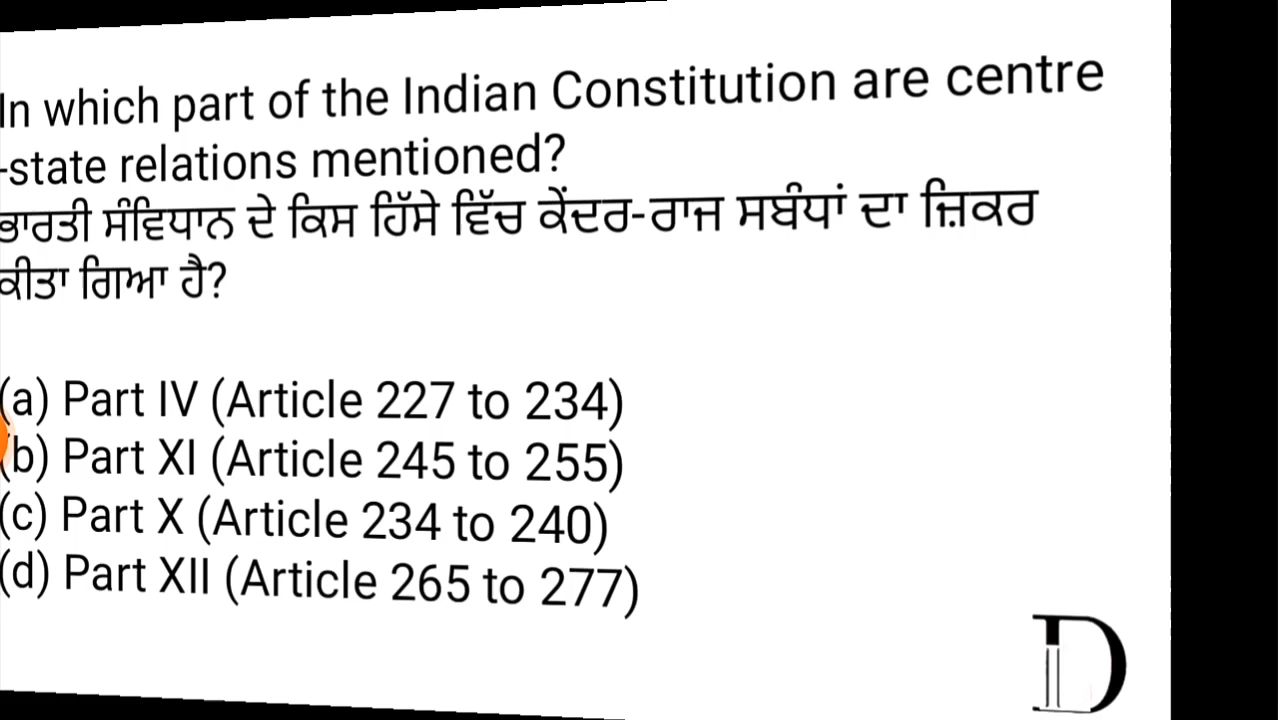 In which part of the Indian Constitution are centre
-state relations mentioned?
ਭਾਰਤੀ ਸੰਵਿਧਾਨ ਦੇ ਕਿਸ ਹਿੱਸੇ ਵਿੱਚ ਕੇਂਦਰ-ਰਾਜ ਸਬੰਧਾਂ ਦਾ ਜ਼ਿਕਰ
ਕੀਤਾ ਗਿਆ ਹੈ?
(a) Part IV (Article 227 to 234)
(b) Part XI (Article 245 to 255)
(c) Part X (Article 234 to 240)
(d) Part XII (Article 265 to 277)
D